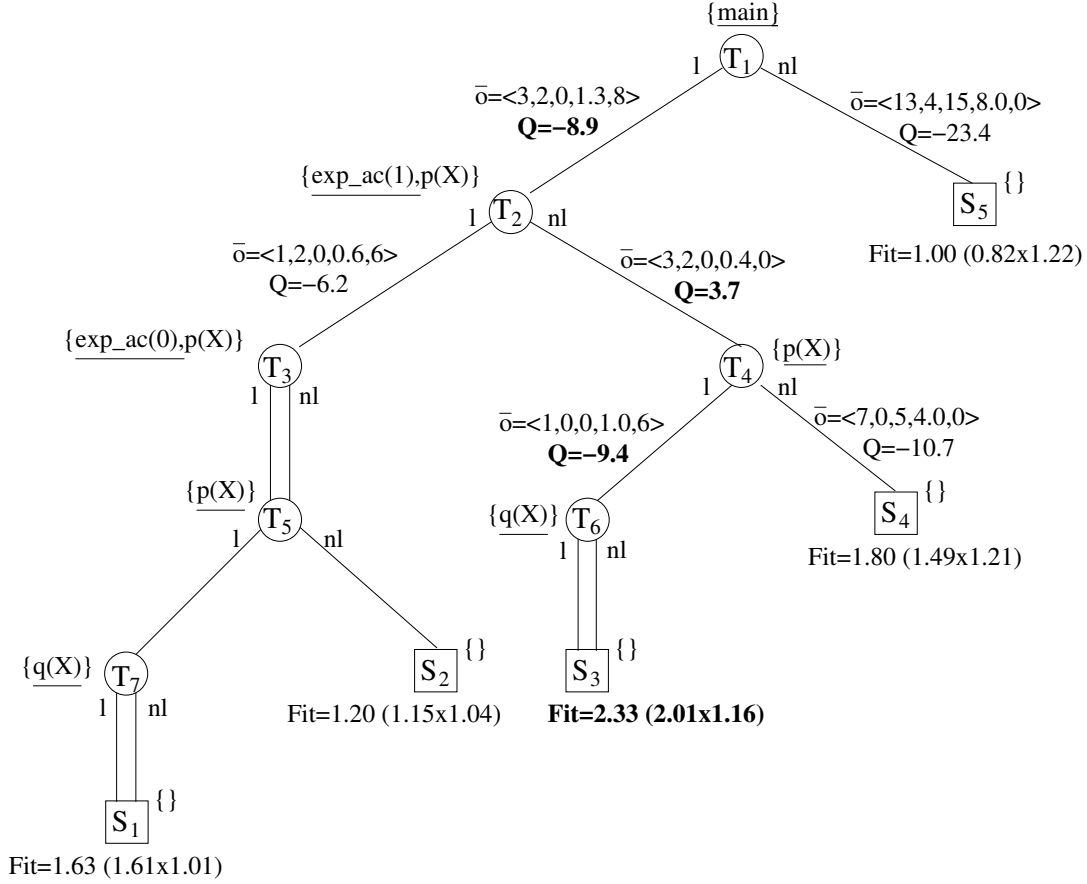 {main}
T1
l nl
o̅=<3,2,0,1.3,8>
Q=−8.9
o̅=<13,4,15,8.0,0>
Q=−23.4
{exp_ac(1),p(X)}
T2
l nl
{}
S5
Fit=1.00 (0.82x1.22)
o̅=<1,2,0,0.6,6>
Q=−6.2
o̅=<3,2,0,0.4,0>
Q=3.7
{exp_ac(0),p(X)}
T3
l nl
{p(X)}
T4
l nl
o̅=<1,0,0,1.0,6>
Q=−9.4
o̅=<7,0,5,4.0,0>
Q=−10.7
{p(X)}
T5
l nl
{q(X)}
T6
l nl
{}
S4
Fit=1.80 (1.49x1.21)
{q(X)}
T7
l nl
{}
S2
Fit=1.20 (1.15x1.04)
{}
S3
Fit=2.33 (2.01x1.16)
{}
S1
Fit=1.63 (1.61x1.01)